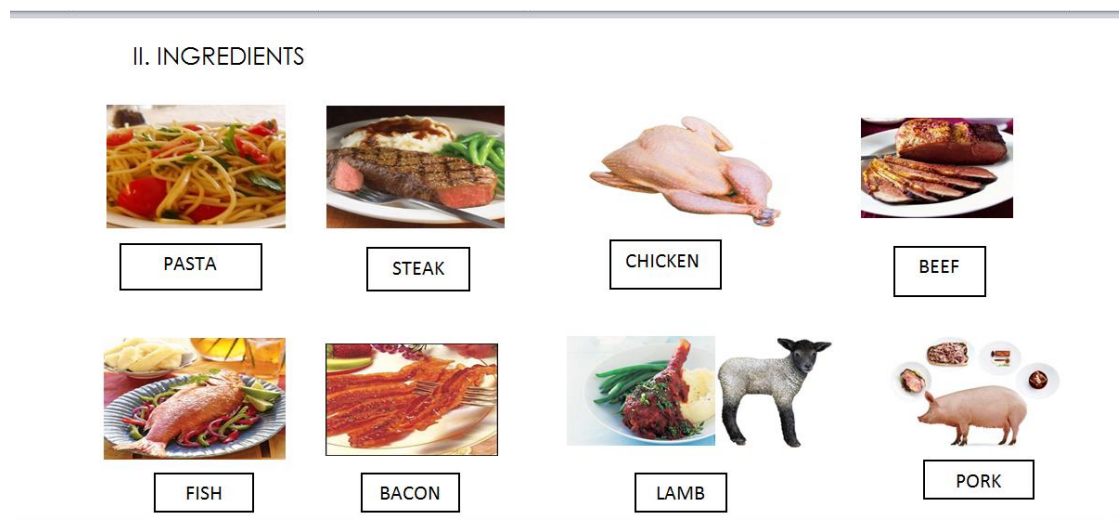 II. INGREDIENTS
PASTA
STEAK
CHICKEN
BEEF
FISH
BACON
LAMB
PORK